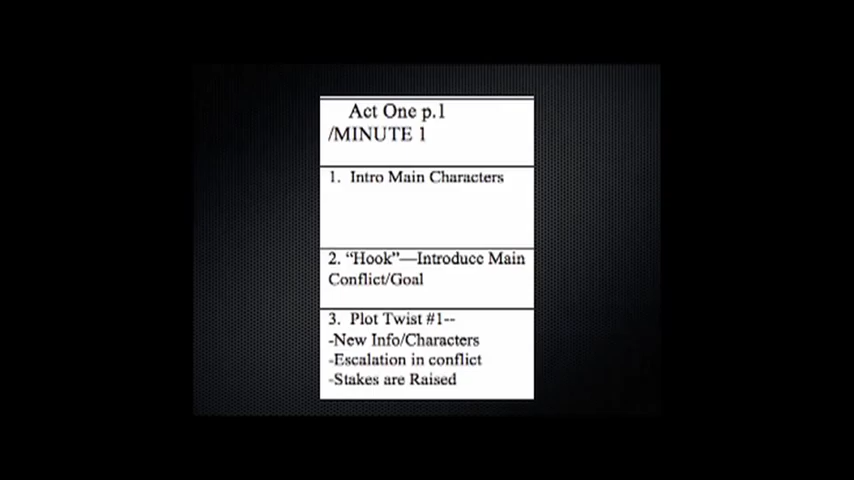 Act One p.1
/MINUTE 1
1. Intro Main Characters
2. “Hook”—Introduce Main
Conflict/Goal
3. Plot Twist #1--
-New Info/Characters
-Escalation in conflict
-Stakes are Raised